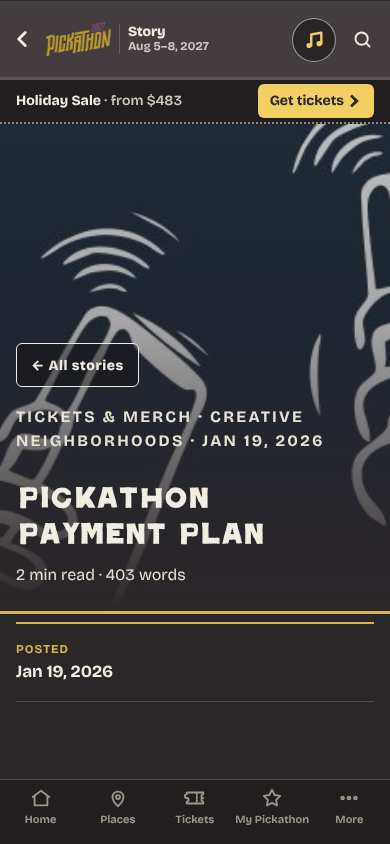 PICKATHON
Story
Aug 5–8, 2027
Holiday Sale · from $483
Get tickets
← All stories
TICKETS & MERCH · CREATIVE
NEIGHBORHOODS · JAN 19, 2026
PICKATHON
PAYMENT PLAN
2 min read · 403 words
POSTED
Jan 19, 2026
Home
Places
Tickets
My Pickathon
More